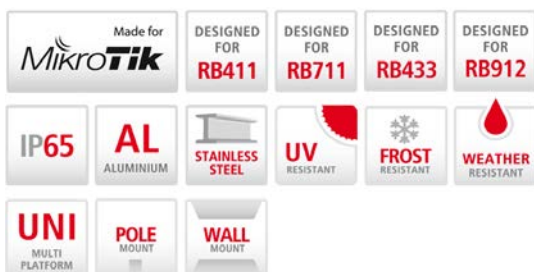 Made for
MikroTik
DESIGNED
FOR
RB411
DESIGNED
FOR
RB711
DESIGNED
FOR
RB433
DESIGNED
FOR
RB912
IP65
AL
ALUMINIUM
STAINLESS
STEEL
UV
RESISTANT
FROST
RESISTANT
WEATHER
RESISTANT
UNI
MULTI
PLATFORM
POLE
MOUNT
WALL
MOUNT